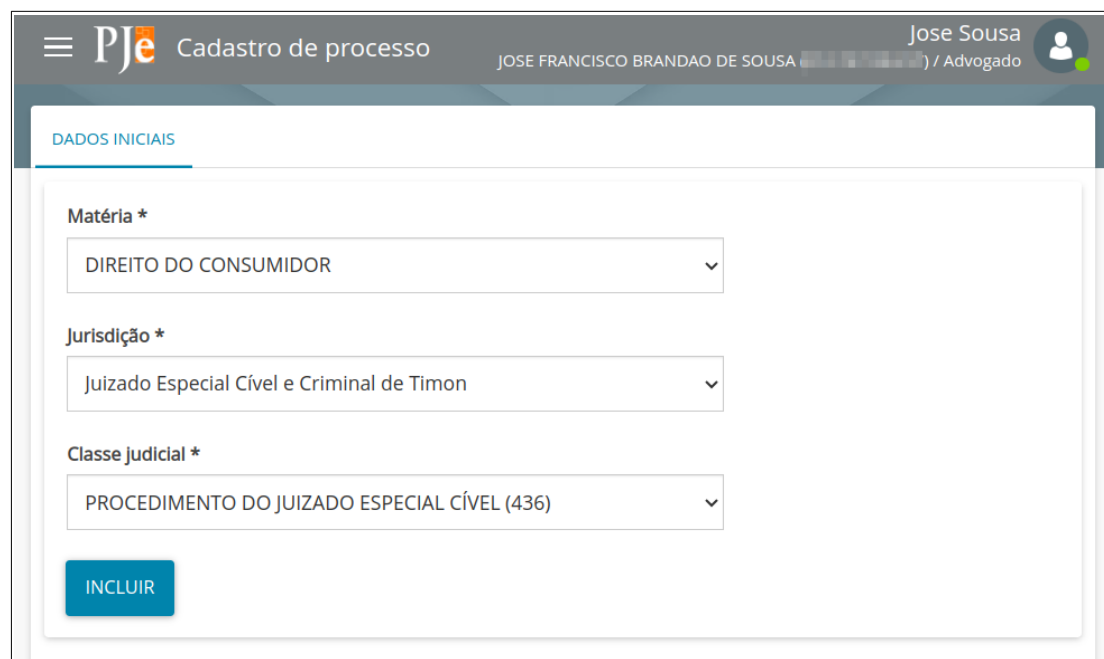 PJe Cadastro de processo
Jose Sousa
JOSE FRANCISCO BRANDAO DE SOUSA ( ) / Advogado
DADOS INICIAIS
Matéria *
DIREITO DO CONSUMIDOR
Jurisdição *
Juizado Especial Cível e Criminal de Timon
Classe judicial *
PROCEDIMENTO DO JUIZADO ESPECIAL CÍVEL (436)
INCLUIR